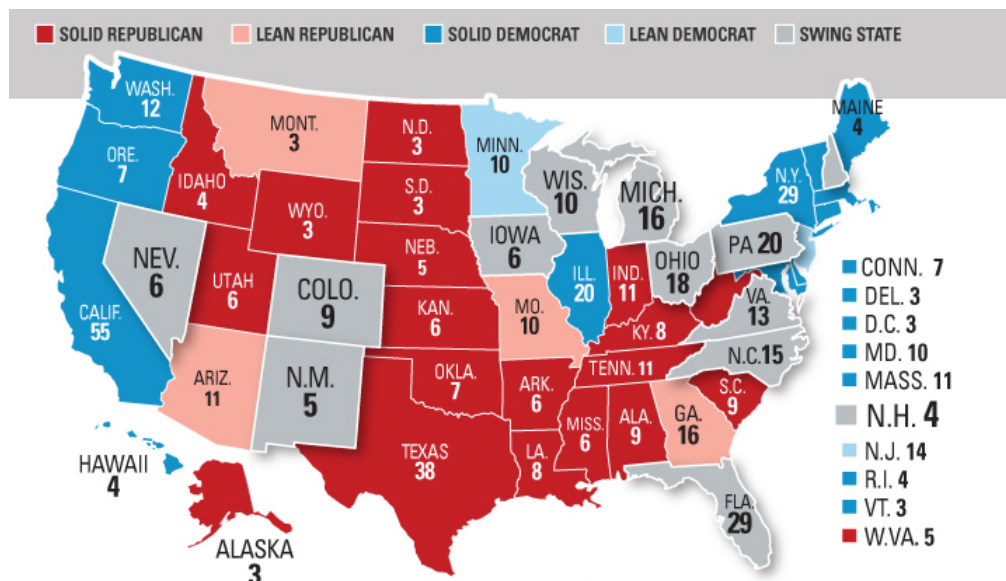 SOLID REPUBLICAN
LEAN REPUBLICAN
SOLID DEMOCRAT
LEAN DEMOCRAT
SWING STATE
WASH.
12
ORE.
7
CALIF.
55
NEV.
6
IDAHO
4
MONT.
3
WYO.
3
UTAH
6
COLO.
9
ARIZ.
11
N.M.
5
N.D.
3
S.D.
3
NEB.
5
KAN.
6
OKLA.
7
TEXAS
38
MINN.
10
IOWA
6
MO.
10
ARK.
6
LA.
8
WIS.
10
ILL.
20
MICH.
16
IND.
11
OHIO
18
KY. 8
TENN. 11
MISS.
6
ALA.
9
GA.
16
FLA.
29
S.C.
9
N.C. 15
VA.
13
PA 20
N.Y.
29
MAINE
4
HAWAII
4
ALASKA
3
CONN. 7
DEL. 3
D.C. 3
MD. 10
MASS. 11
N.H. 4
N.J. 14
R.I. 4
VT. 3
W.VA. 5